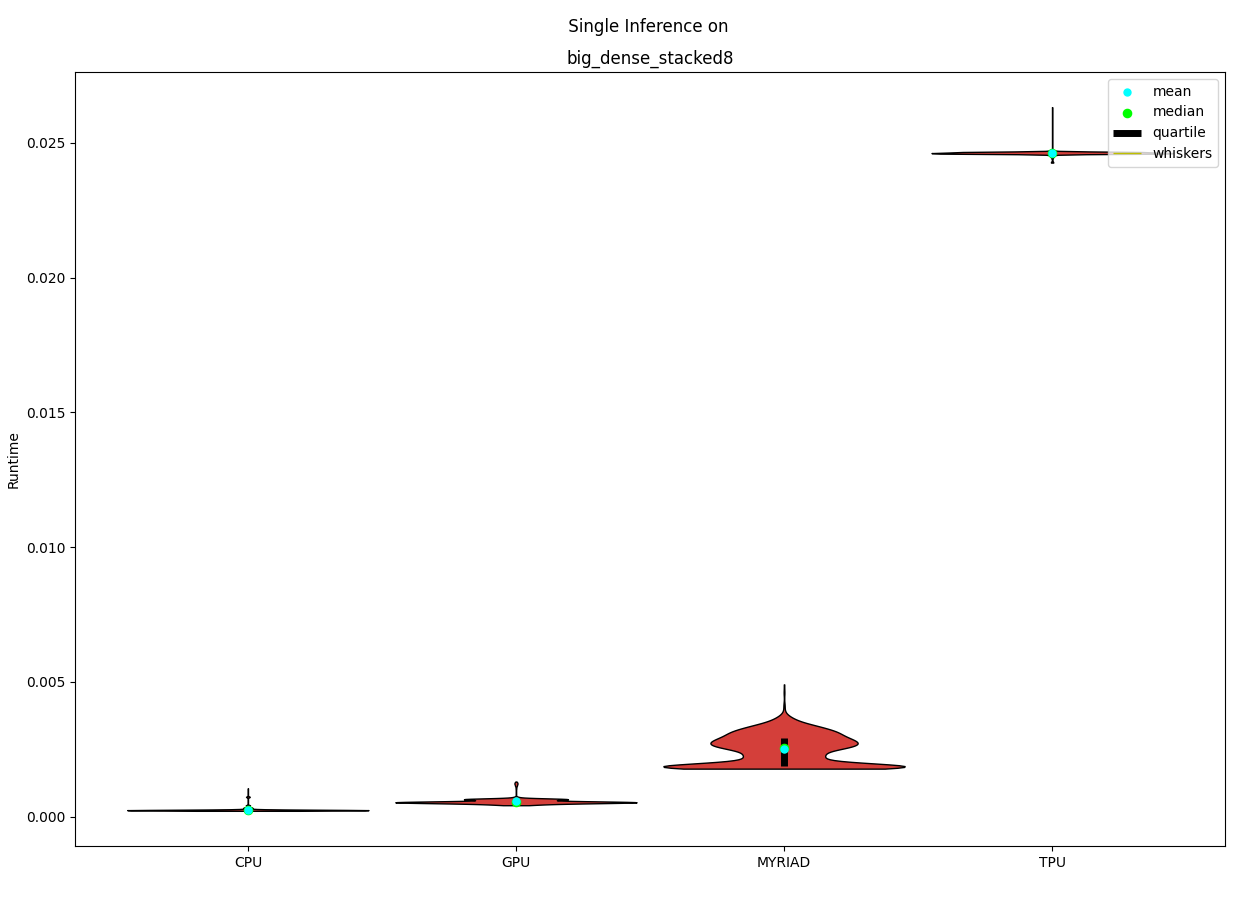 Single Inference on
big_dense_stacked8
mean
median
quartile
whiskers
Runtime
0.025
0.020
0.015
0.010
0.005
0.000
CPU GPU MYRIAD TPU